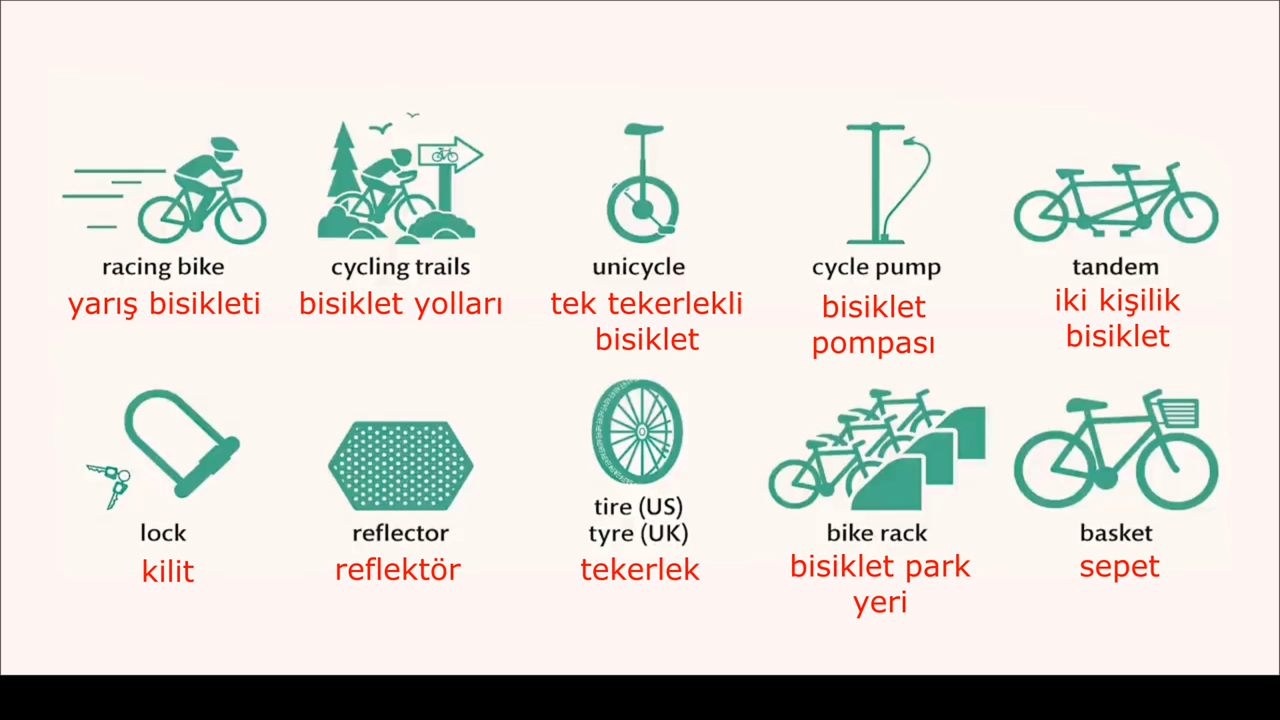 racing bike
yarış bisikleti
cycling trails
bisiklet yolları
unicycle
tek tekerlekli
bisiklet
cycle pump
bisiklet
pompası
tandem
iki kişilik
bisiklet
lock
kilit
reflector
reflektör
tire (US)
tyre (UK)
tekerlek
bike rack
bisiklet park
yeri
basket
sepet